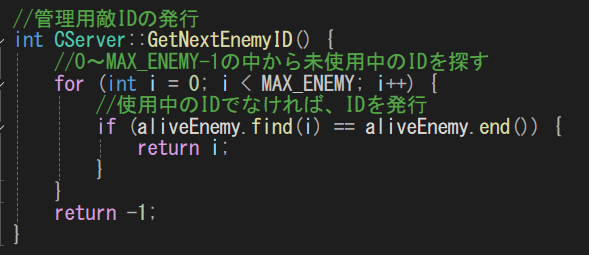 //管理用敵IDの発行
int CServer::GetNextEnemyID() {
//0～MAX_ENEMY-1の中から未使用中のIDを探す
for (int i = 0; i < MAX_ENEMY; i++) {
//使用中のIDでなければ、IDを発行
if (aliveEnemy.find(i) == aliveEnemy.end()) {
return i;
}
}
return -1;
}